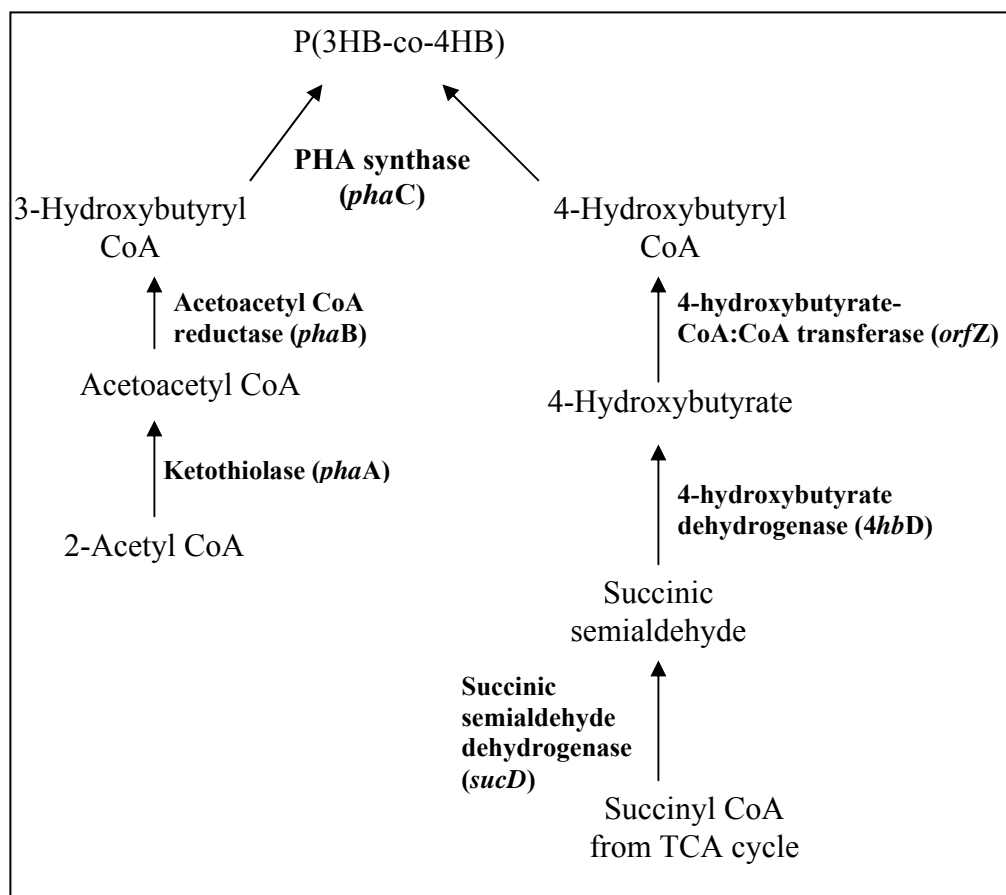 P(3HB-co-4HB)
PHA synthase
(phaC)
3-Hydroxybutyryl
CoA
4-Hydroxybutyryl
CoA
Acetoacetyl CoA
reductase (phaB)
4-hydroxybutyrate-
CoA:CoA transferase (orfZ)
Acetoacetyl CoA
4-Hydroxybutyrate
Ketothiolase (phaA)
4-hydroxybutyrate
dehydrogenase (4hbD)
2-Acetyl CoA
Succinic
semialdehyde
Succinic
semialdehyde
dehydrogenase
(sucD)
Succinyl CoA
from TCA cycle